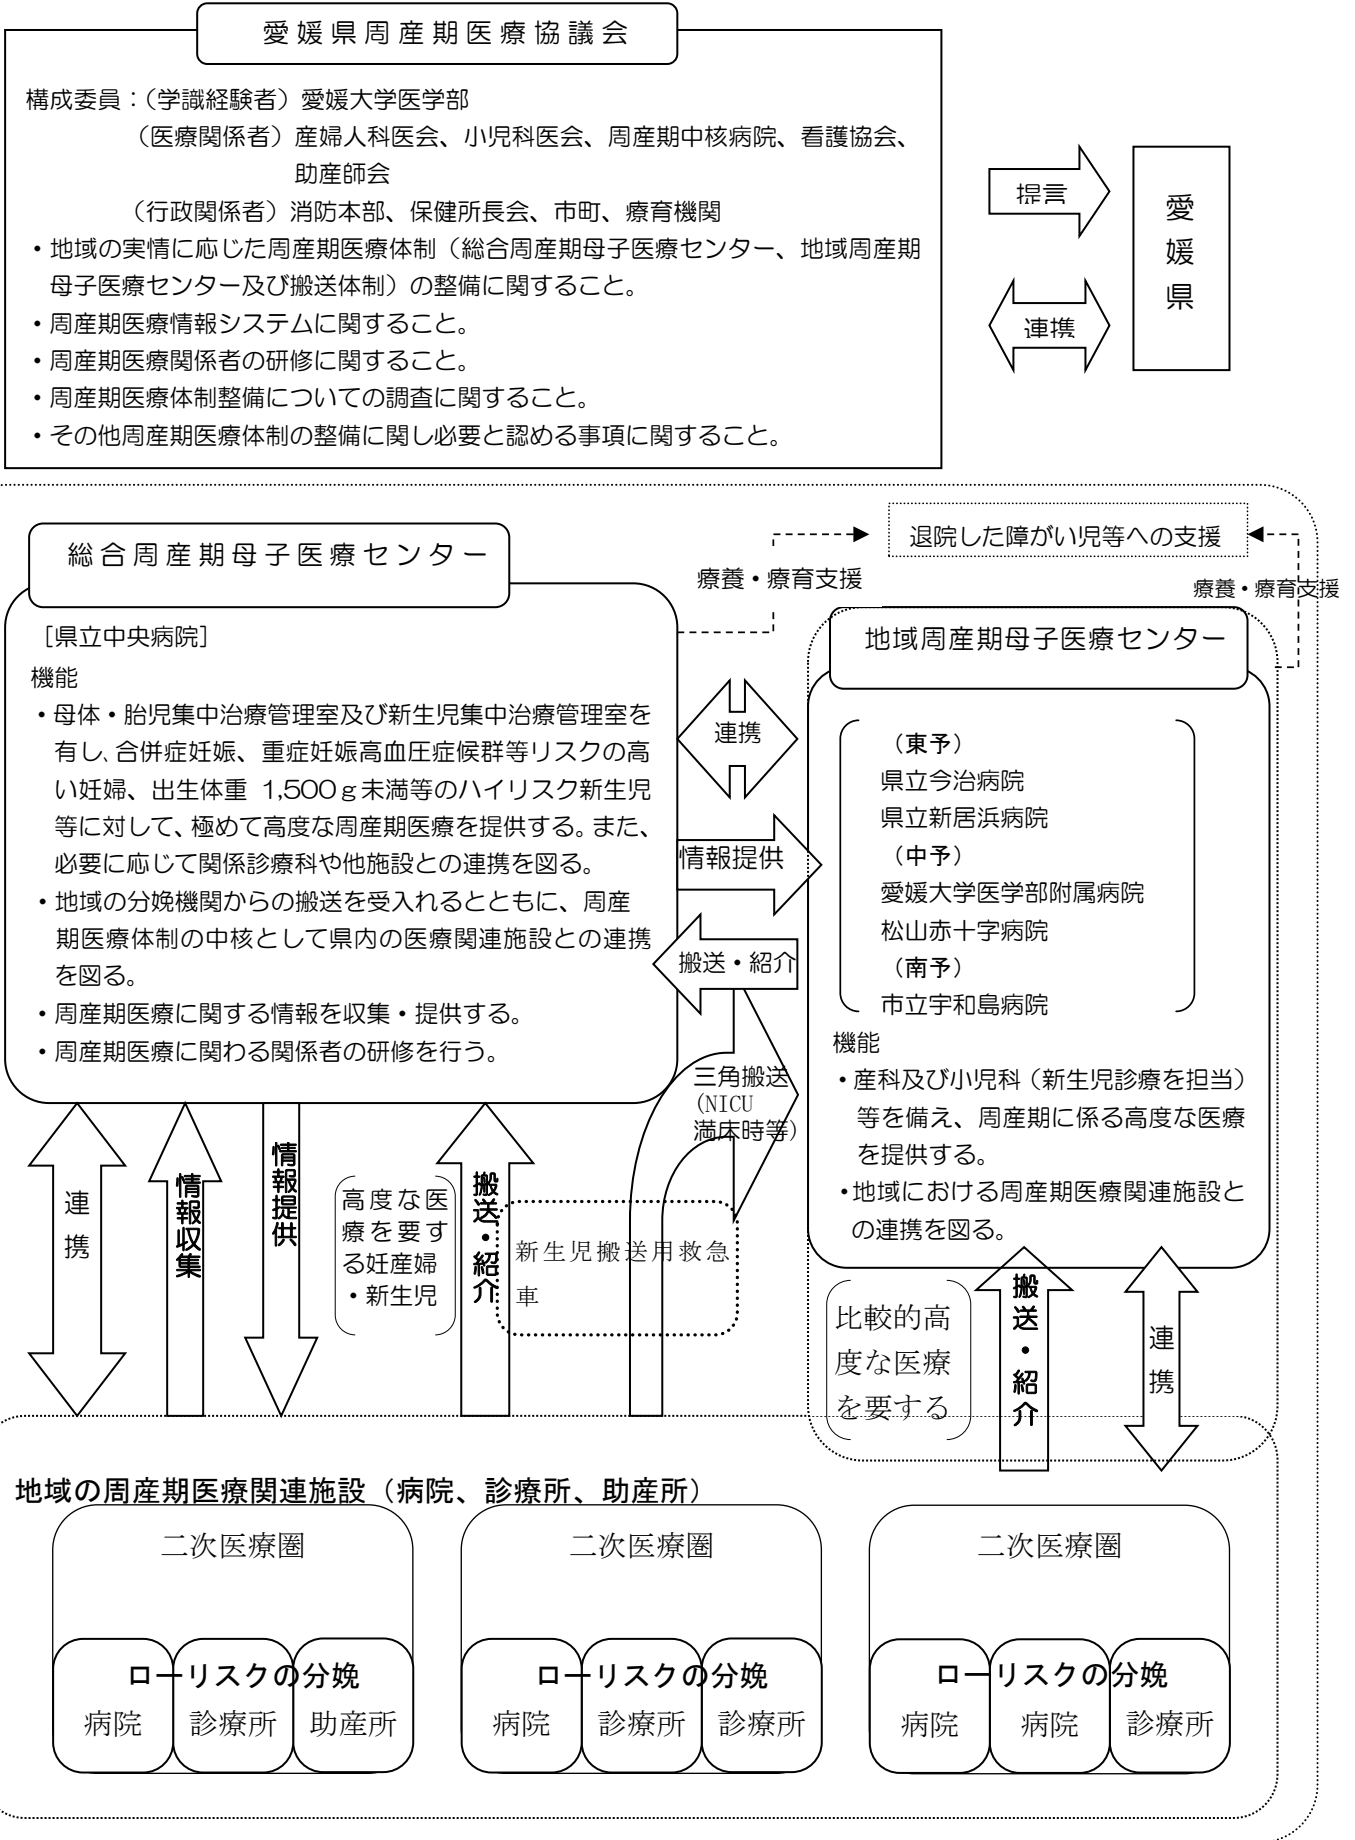 愛媛県周産期医療協議会
構成委員：（学識経験者）愛媛大学医学部
（医療関係者）産婦人科医会、小児科医会、周産期中核病院、看護協会、
助産師会
（行政関係者）消防本部、保健所長会、市町、療育機関
・地域の実情に応じた周産期医療体制（総合周産期母子医療センター、地域周産期
母子医療センター及び搬送体制）の整備に関すること。
・周産期医療情報システムに関すること。
・周産期医療関係者の研修に関すること。
・周産期医療体制整備についての調査に関すること。
・その他周産期医療体制の整備に関し必要と認める事項に関すること。
提言
連携
愛媛県
総合周産期母子医療センター
［県立中央病院］
機能
・母体・胎児集中治療管理室及び新生児集中治療管理室を
有し、合併症妊娠、重症妊娠高血圧症候群等リスクの高
い妊婦、出生体重 1,500ｇ未満等のハイリスク新生児
等に対して、極めて高度な周産期医療を提供する。また、
必要に応じて関係診療科や他施設との連携を図る。
・地域の分娩機関からの搬送を受入れるとともに、周産
期医療体制の中核として県内の医療関連施設との連携
を図る。
・周産期医療に関する情報を収集・提供する。
・周産期医療に関わる関係者の研修を行う。
退院した障がい児等への支援
療養・療育支援
療養・療育支援
連携
情報提供
搬送・紹介
三角搬送
(NICU
満床時等)
地域周産期母子医療センター
（東予）
県立今治病院
県立新居浜病院
（中予）
愛媛大学医学部附属病院
松山赤十字病院
（南予）
市立宇和島病院
機能
・産科及び小児科（新生児診療を担当）
等を備え、周産期に係る高度な医療
を提供する。
・地域における周産期医療関連施設と
の連携を図る。
連携
情報収集
情報提供
高度な医
療を要す
る妊産婦
・新生児
搬送・紹介
新生児搬送用救急
車
比較的高
度な医療
を要する
搬送・紹介
連携
地域の周産期医療関連施設（病院、診療所、助産所）
二次医療圏
ローリスクの分娩
病院 診療所 助産所
二次医療圏
ローリスクの分娩
病院 診療所 診療所
二次医療圏
ローリスクの分娩
病院 病院 診療所